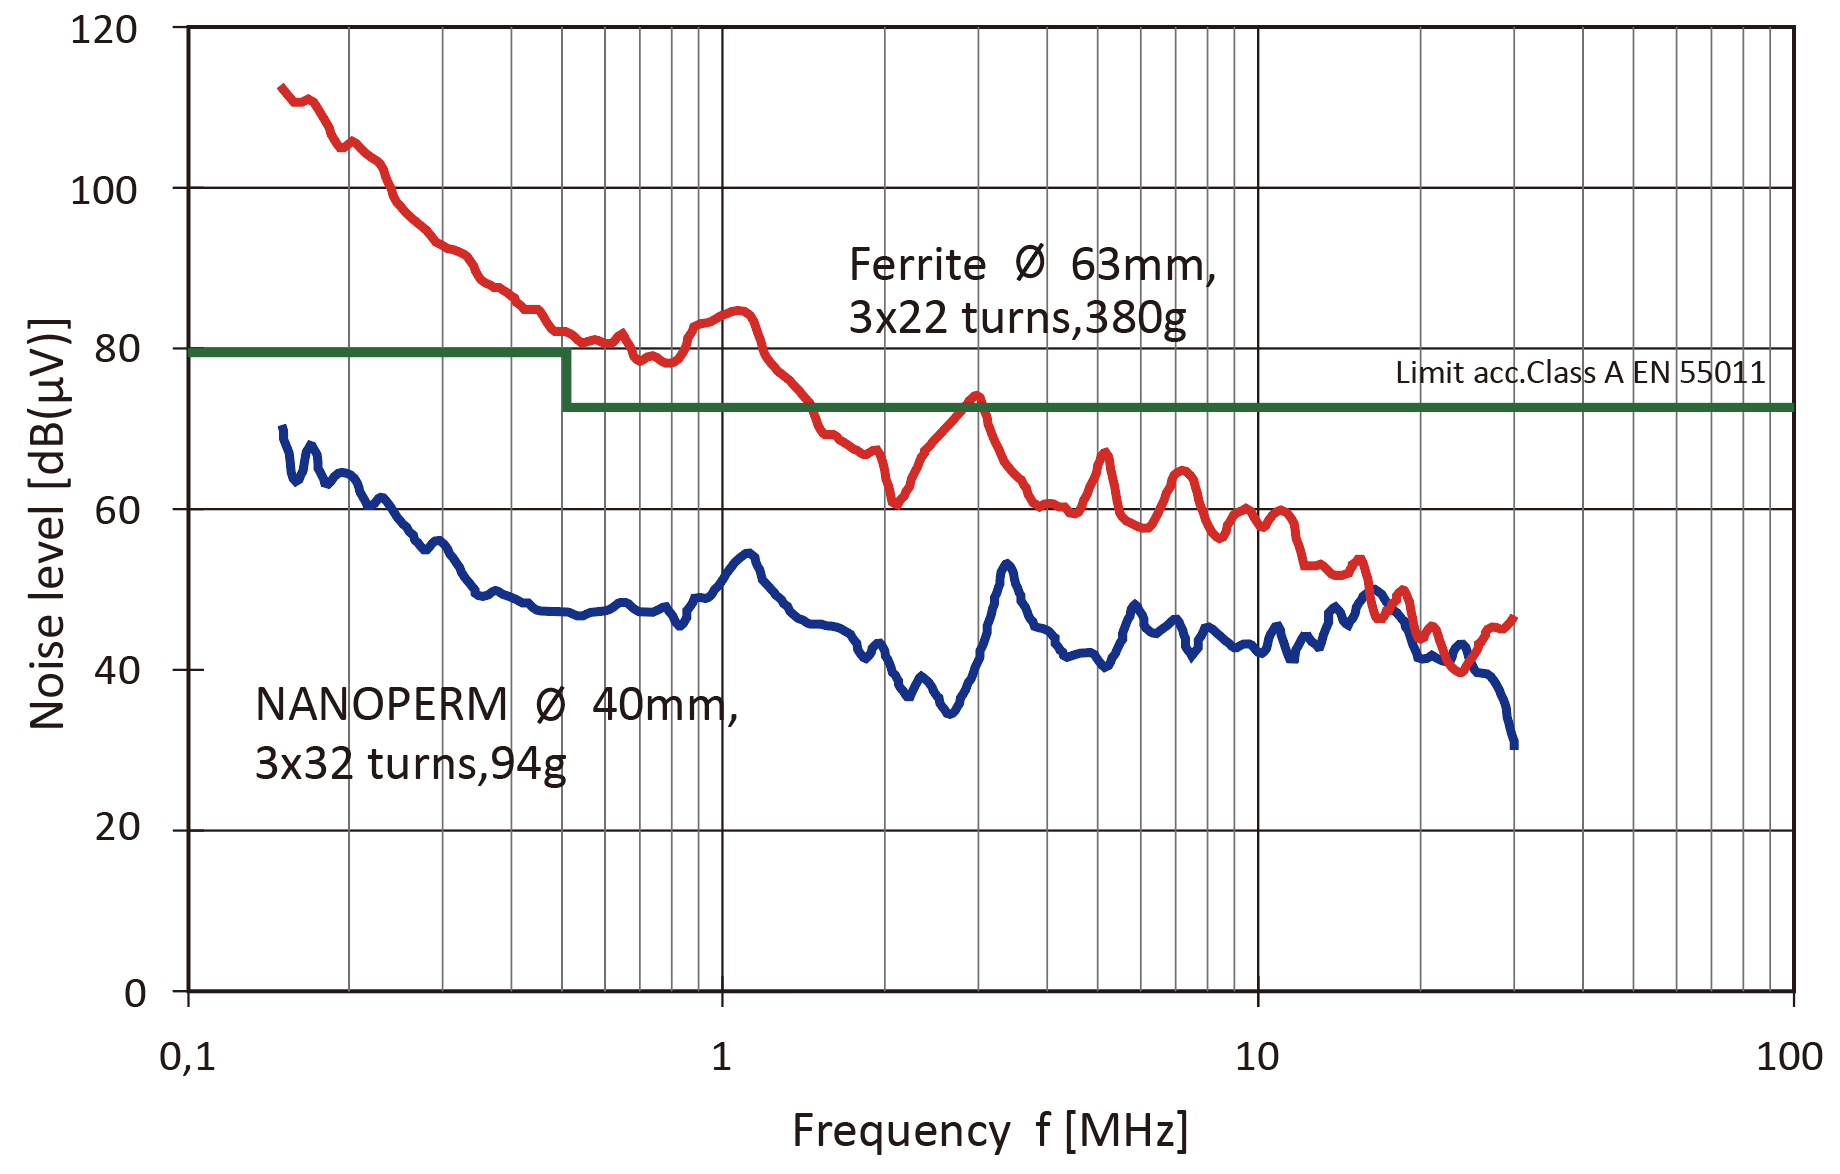 120
100
80
60
40
20
0
Noise level [dB(μV)]
Ferrite Ø 63mm,
3x22 turns,380g
Limit acc.Class A EN 55011
NANOPERM Ø 40mm,
3x32 turns,94g
0,1 1 10 100
Frequency f [MHz]